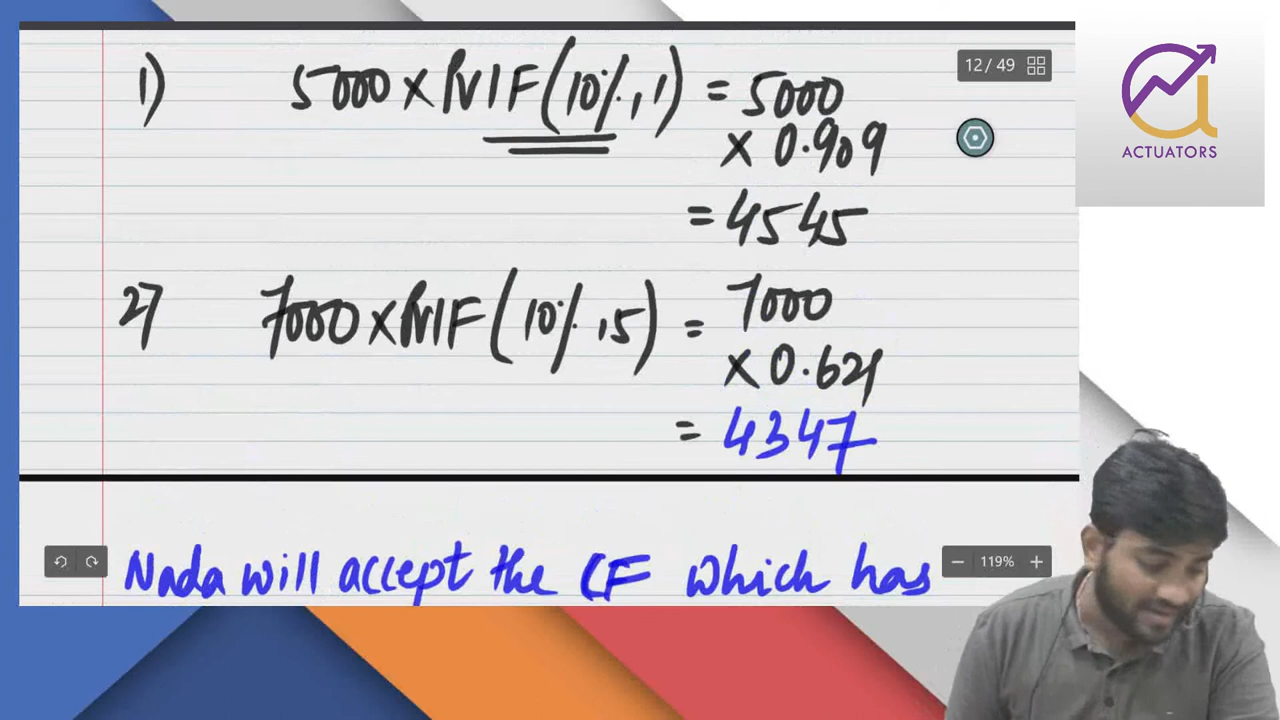 12 / 49
ACTUATORS
1) 5000 x PVIF (10%, 1) = 5000
x 0.909
= 4545
2) 7000 x PVIF (10%, 5) = 7000
x 0.621
= 4347
Nada will accept the CF which has
119%